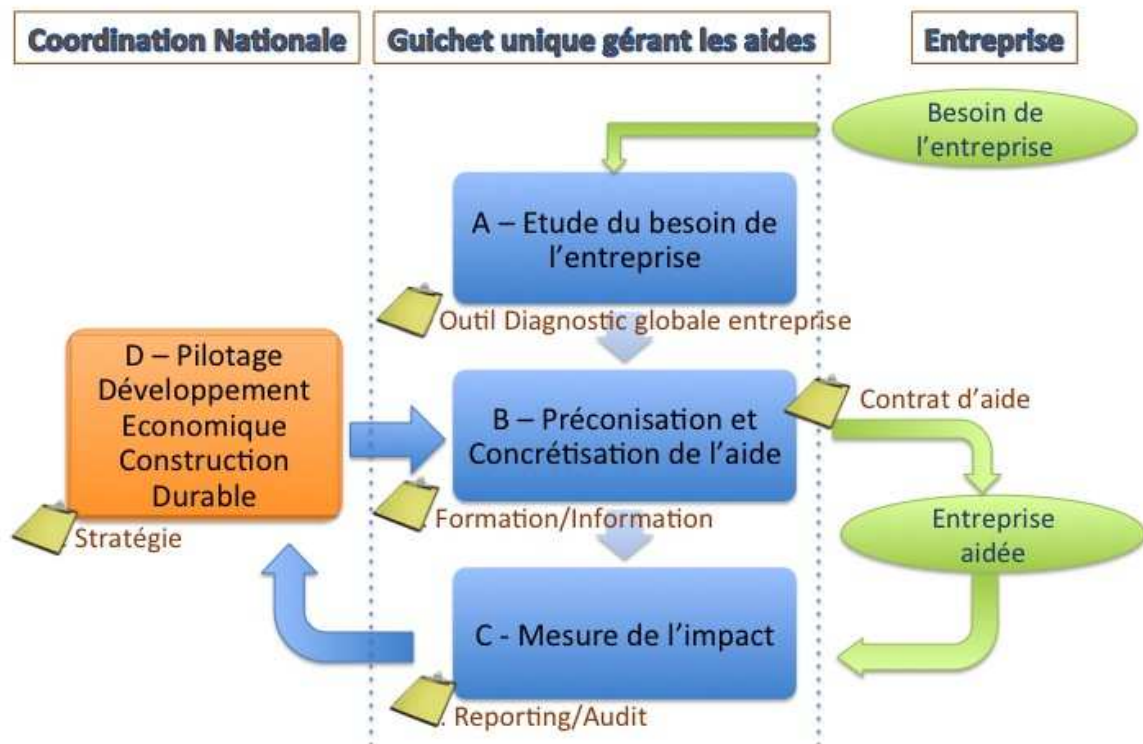 Coordination Nationale
Guichet unique gérant les aides
Entreprise
Besoin de
l'entreprise
A – Etude du besoin de
l'entreprise
Outil Diagnostic globale entreprise
D – Pilotage
Développement
Economique
Construction
Durable
. Stratégie
B – Préconisation et
Concrétisation de l'aide
. Formation/Information
Contrat d'aide
Entreprise
aidée
C - Mesure de l'impact
. Reporting/Audit